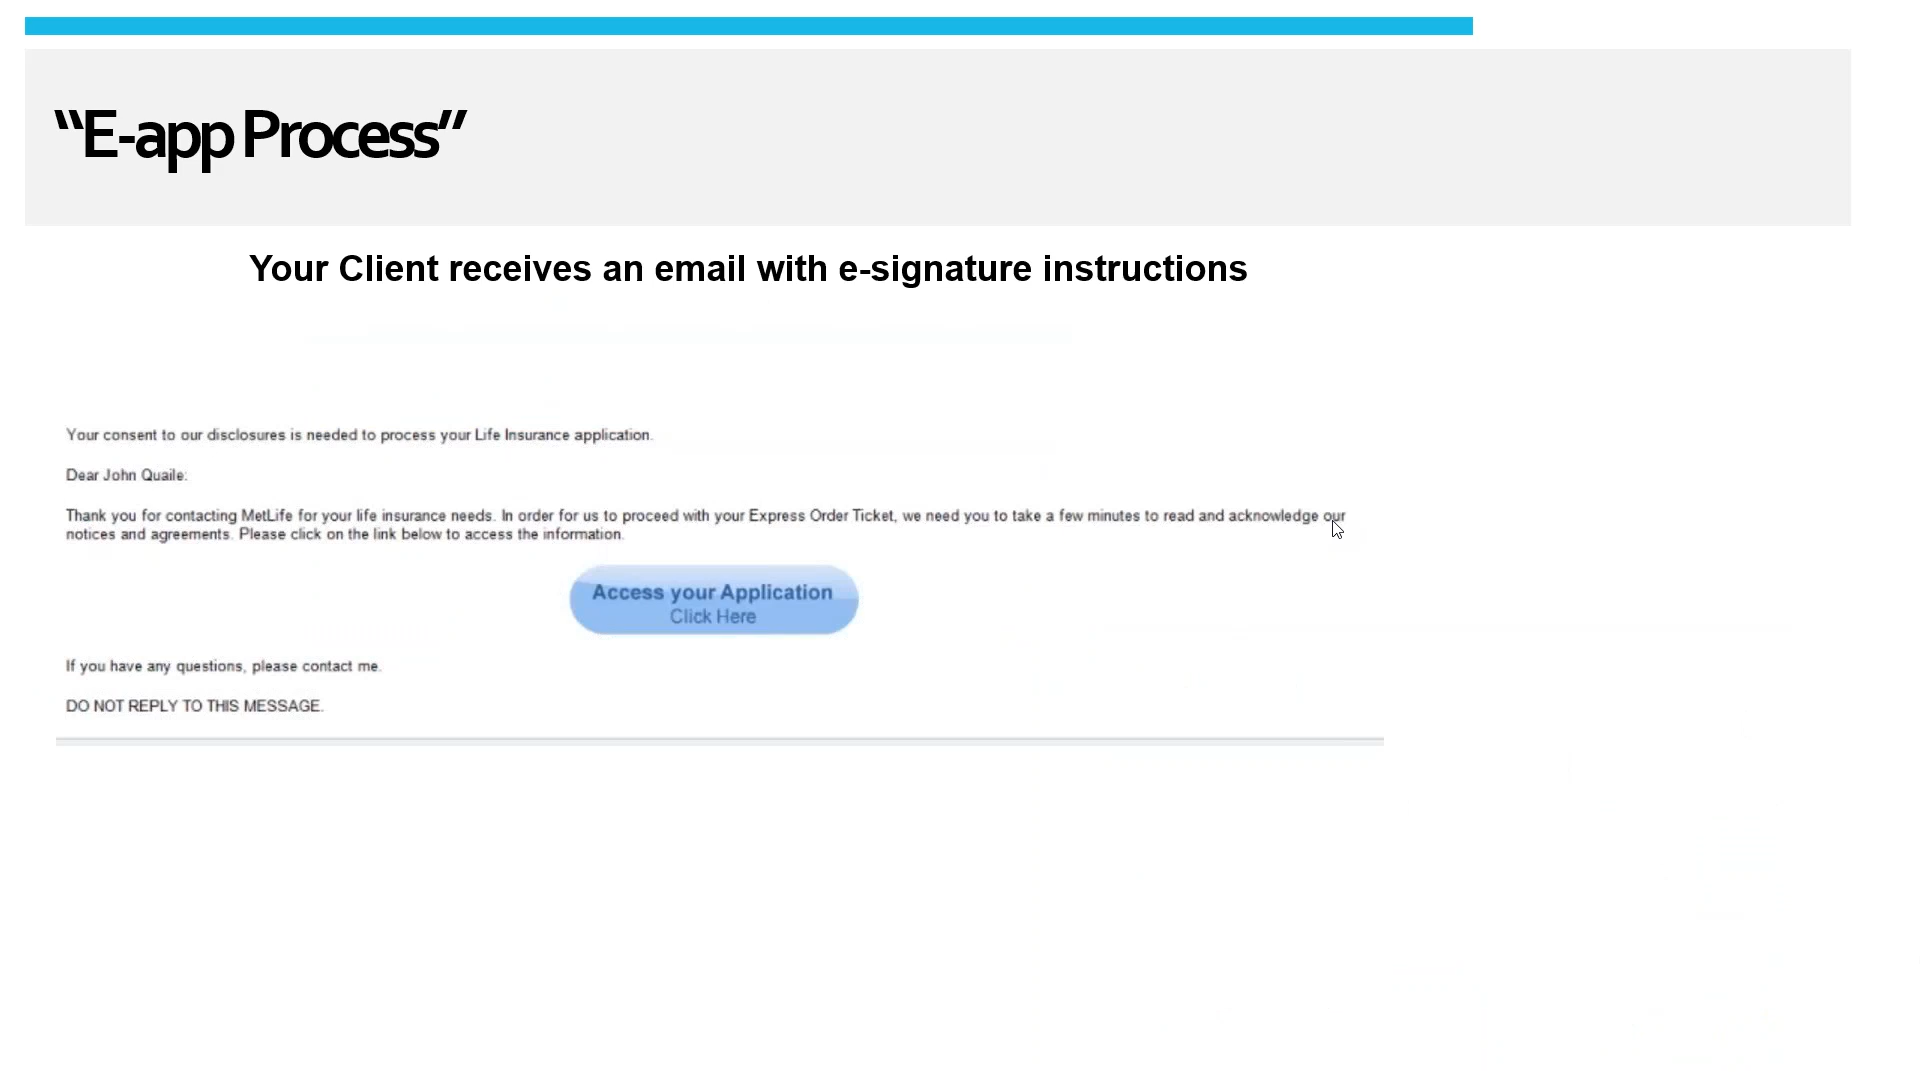 “E-app Process”
Your Client receives an email with e-signature instructions
Your consent to our disclosures is needed to process your Life Insurance application.
Dear John Quaile:
Thank you for contacting MetLife for your life insurance needs. In order for us to proceed with your Express Order Ticket, we need you to take a few minutes to read and acknowledge our
notices and agreements. Please click on the link below to access the information.
Access your Application
Click Here
If you have any questions, please contact me.
DO NOT REPLY TO THIS MESSAGE.